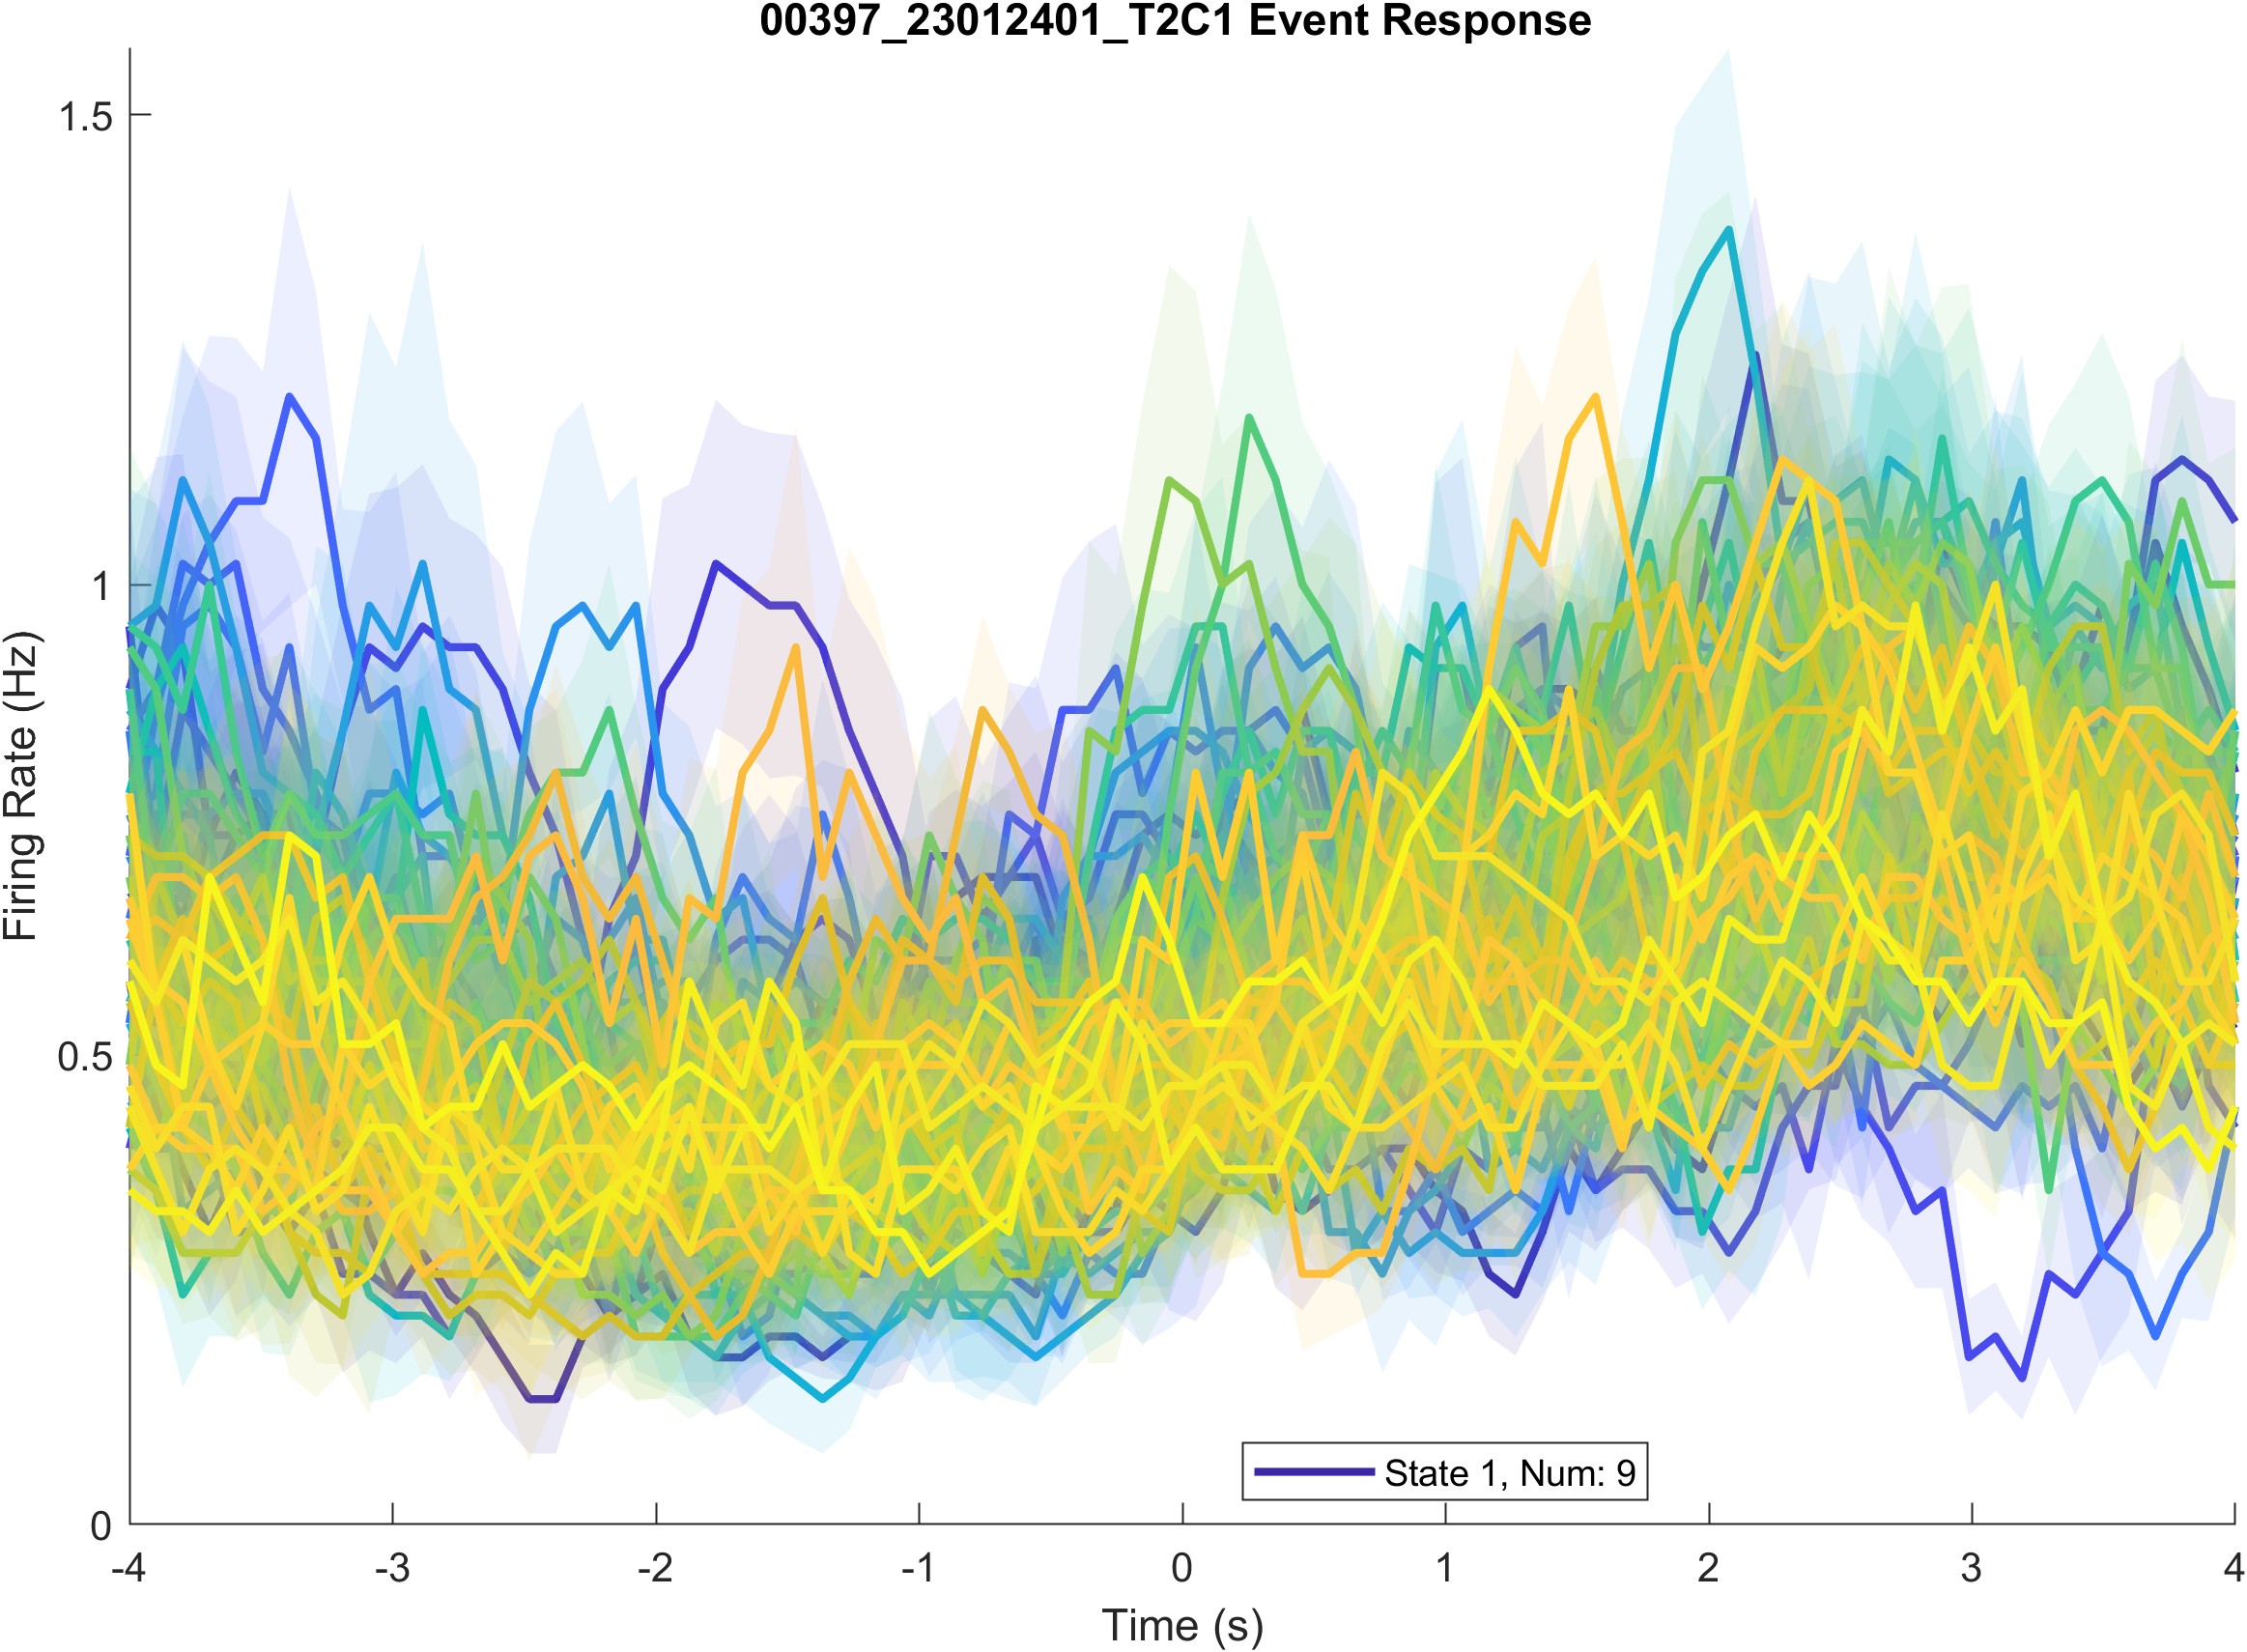 00397_23012401_T2C1 Event Response
1.5
1
0.5
0
Firing Rate (Hz)
State 1, Num: 9
-4 -3 -2 -1 0 1 2 3 4
Time (s)